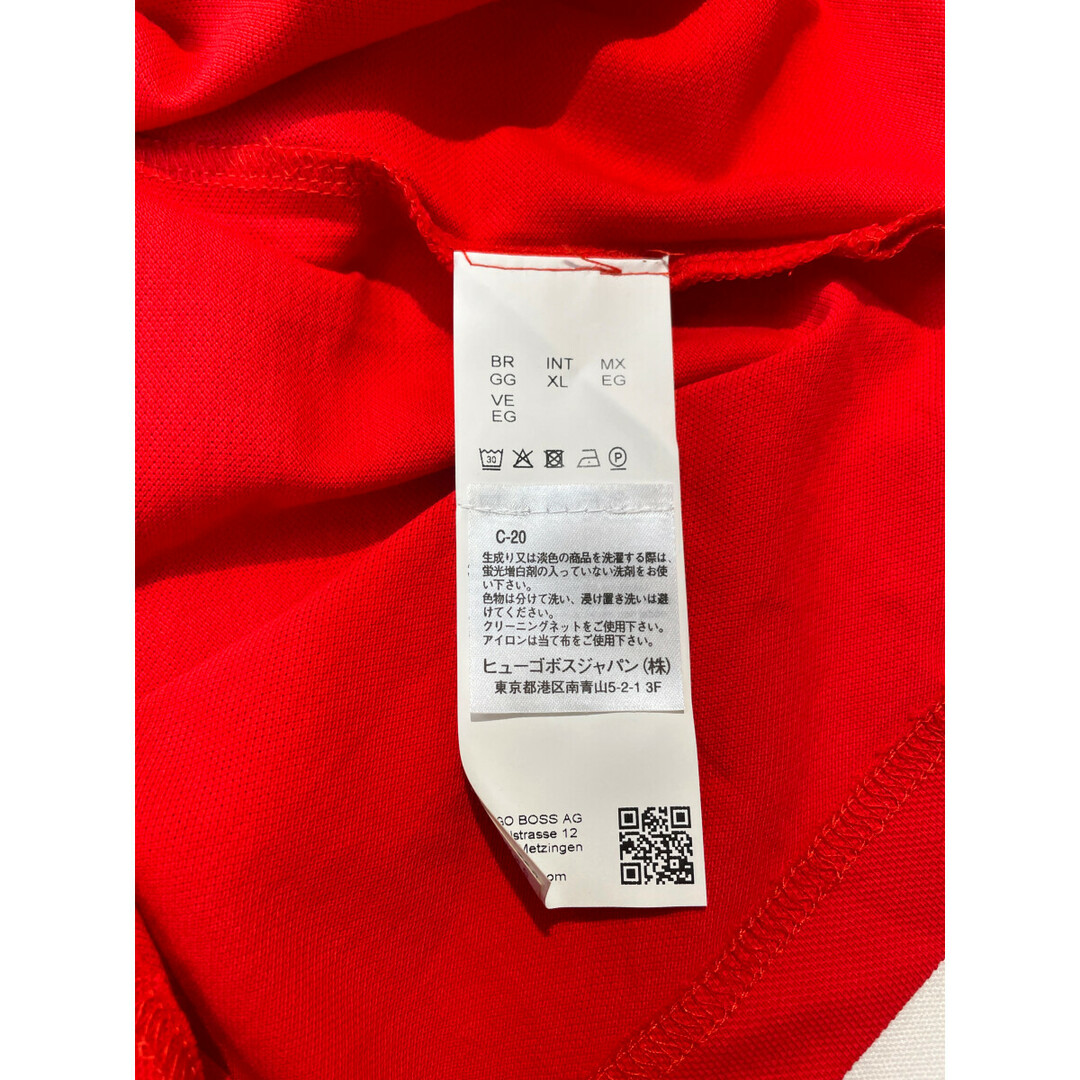 BR INT MX
GG XL EG
VE
EG
30 P
C-20
生成り又は淡色の商品を洗濯する際は、
蛍光増白剤の入っていない洗剤をお使
い下さい。
色物は分けて洗い、浸け置き洗いは避
けてください。
クリーニングネットをご使用下さい。
アイロンは当て布をご使用下さい。
ヒューゴボスジャパン(株)
東京都港区南青山5-2-1 3F
GO BOSS AG
lstrasse 12
Metzingen
om